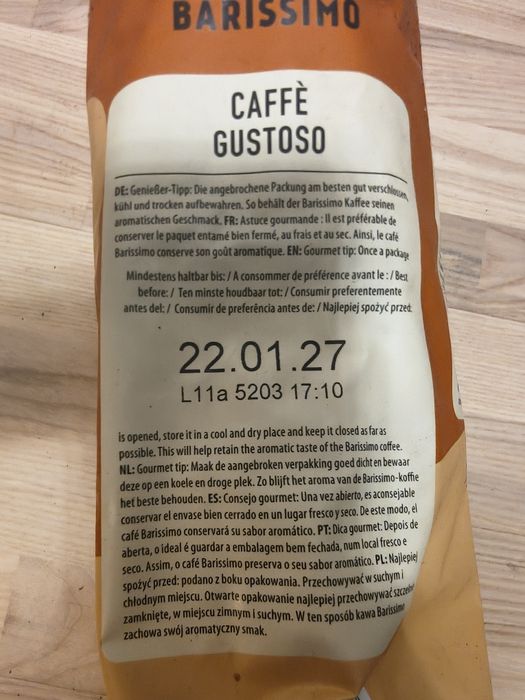 BARISSIMO
CAFFÈ
GUSTOSO
DE: Genießer-Tipp: Die angebrochene Packung am besten gut verschlossen,
kühl und trocken aufbewahren. So behält der Barissimo Kaffee seinen
aromatischen Geschmack. FR: Astuce gourmande : Il est préférable de
conserver le paquet entamé bien fermé, au frais et au sec. Ainsi, le café
Barissimo conserve son goût aromatique. EN: Gourmet tip: Once a package
Mindestens haltbar bis: / A consommer de préférence avant le : / Best
before: / Ten minste houdbaar tot: / Consumir preferentemente
antes del: / Consumir de preferência antes de: / Najlepiej spożyć przed:
22.01.27
L11a 5203 17:10
is opened, store it in a cool and dry place and keep it closed as far as
possible. This will help retain the aromatic taste of the Barissimo coffee.
NL: Gourmet tip: Maak de aangebroken verpakking goed dicht en bewaar
deze op een koele en droge plek. Zo blijft het aroma van de Barissimo-koffie
het beste behouden. ES: Consejo gourmet: Una vez abierto, es aconsejable
conservar el envase bien cerrado en un lugar fresco y seco. De este modo, el
café Barissimo conservará su sabor aromático. PT: Dica gourmet: Depois de
aberta, o ideal é guardar a embalagem bem fechada, num local fresco e
seco. Assim, o café Barissimo preserva o seu sabor aromático. PL: Najlepiej
spożyć przed: podano z boku opakowania. Przechowywać w suchym i
chłodnym miejscu. Otwarte opakowanie najlepiej przechowywać
zamknięte, w miejscu zimnym i suchym. W ten sposób kawa Barissimo
zachowa swój aromatyczny smak.